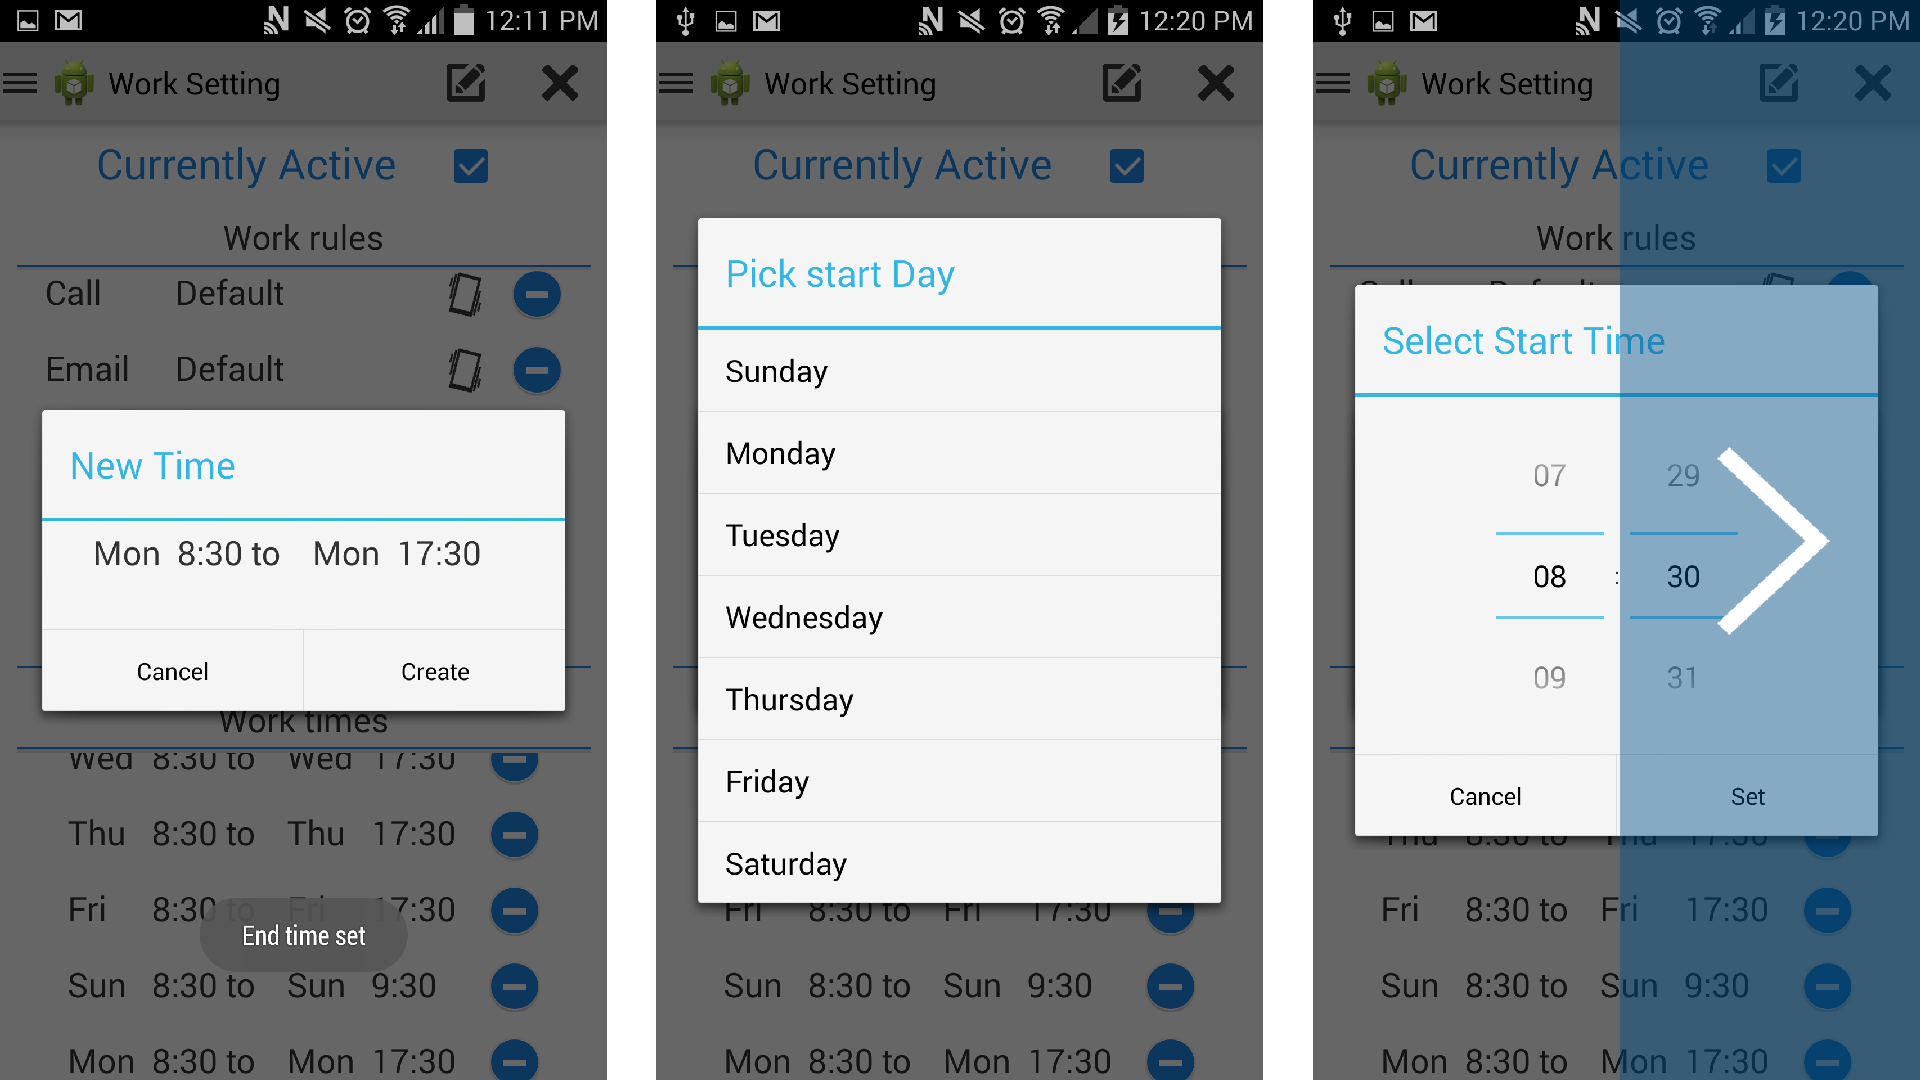 12:11 PM
Work Setting
Currently Active
Work rules
Call Default
Email Default
New Time
Mon 8:30 to Mon 17:30
Cancel Create
Work times
Wed 8:30 to Wed 17:30
Thu 8:30 to Thu 17:30
Fri 8:30 to Fri 17:30
End time set
Sun 8:30 to Sun 9:30
Mon 8:30 to Mon 17:30
12:20 PM
Work Setting
Currently Active
Pick start Day
Sunday
Monday
Tuesday
Wednesday
Thursday
Friday
Saturday
Fri 8:30 to Fri 17:30
Sun 8:30 to Sun 9:30
Mon 8:30 to Mon 17:30
12:20 PM
Work Setting
Currently Active
Work rules
Select Start Time
07 29
08 : 30
09 31
Cancel Set
Thu 8:30 to Thu 17:30
Fri 8:30 to Fri 17:30
Sun 8:30 to Sun 9:30
Mon 8:30 to Mon 17:30